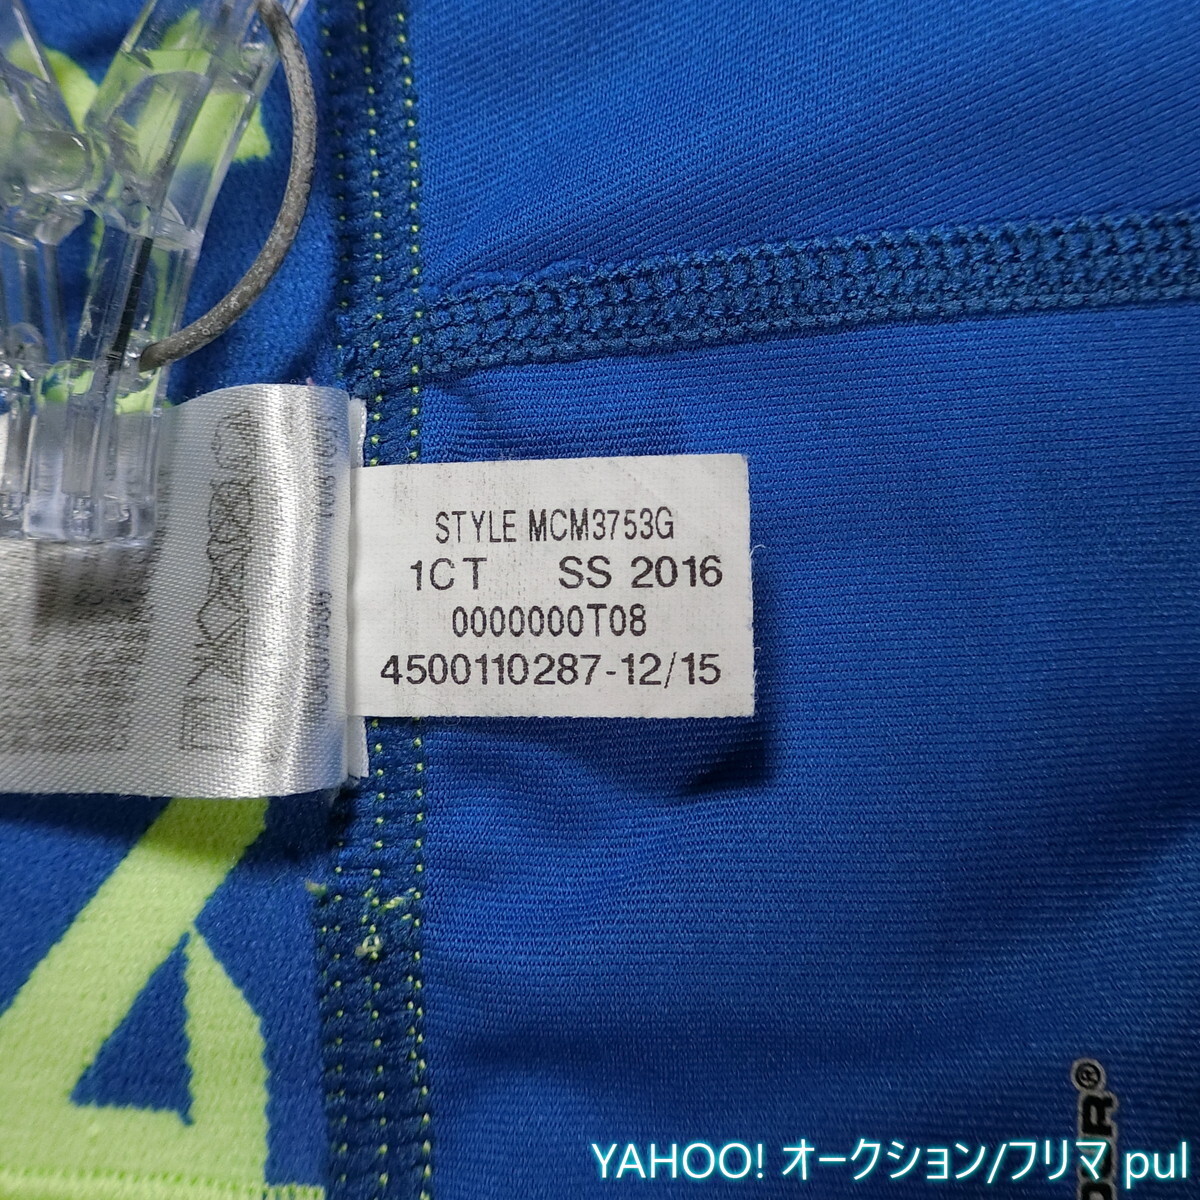 STYLE MCM3753G
1CT SS 2016
0000000T08
4500110287-12/15
YAHOO! オークション/フリマ pul